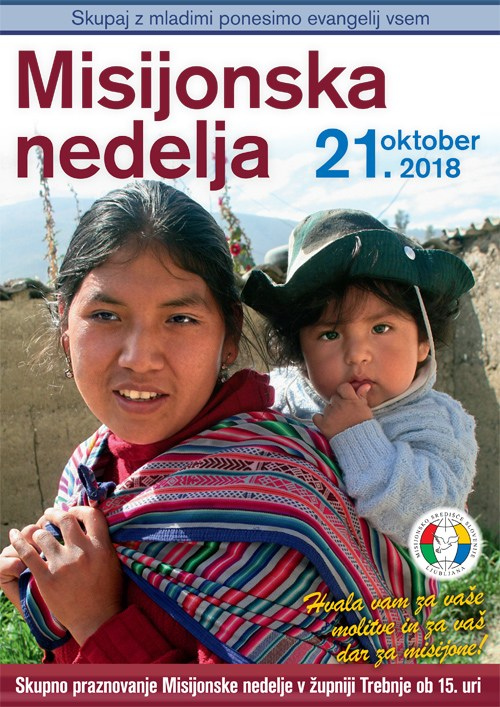 Skupaj z mladimi ponesimo evangelij vsem
Misijonska
nedelja
21. oktober
2018
MISIJONSKO SREDIŠČE SLOVENIJE
LJUBLJANA
Hvala vam za vaše
molitve in za vaš
dar za misijone!
Skupno praznovanje Misijonske nedelje v župniji Trebnje ob 15. uri